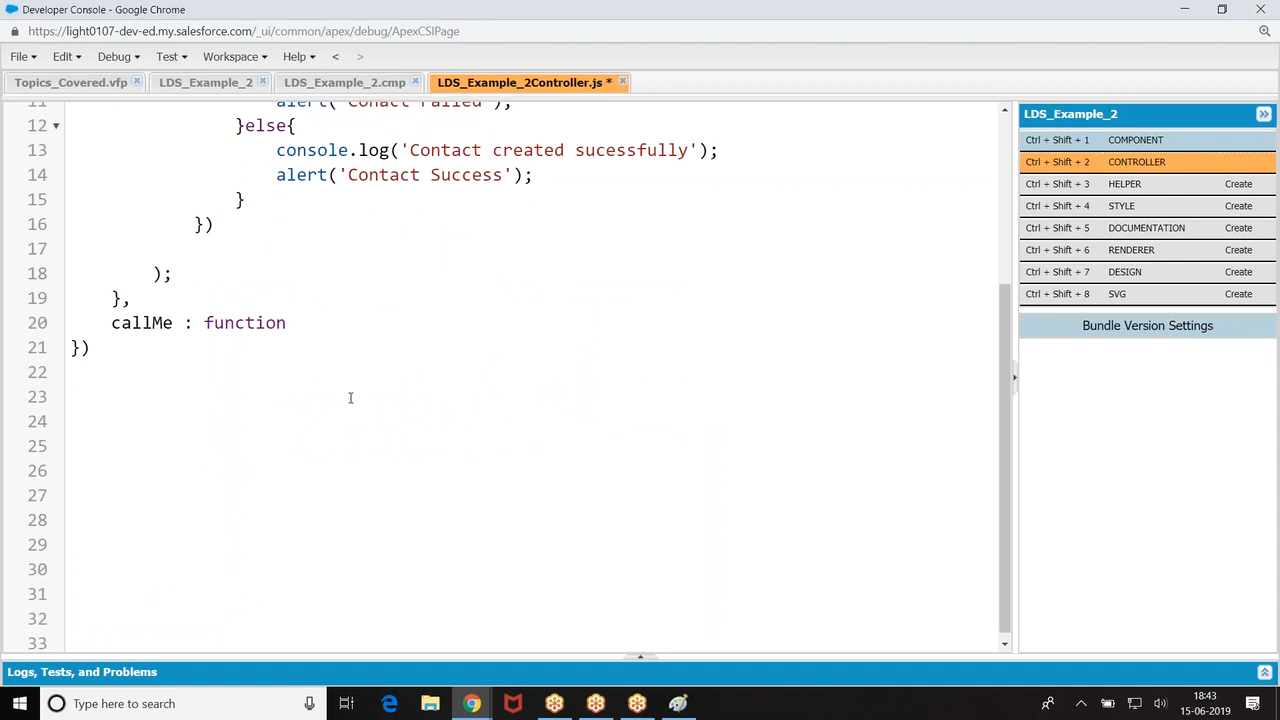 Developer Console - Google Chrome
https://light0107-dev-ed.my.salesforce.com/_ui/common/apex/debug/ApexCSIPage
File Edit Debug Test Workspace Help < >
Topics_Covered.vfp LDS_Example_2 LDS_Example_2.cmp LDS_Example_2Controller.js *
11 alert('Conact Failed');
12 }else{
13 console.log('Contact created sucessfully');
14 alert('Contact Success');
15 }
16 })
17
18 );
19 },
20 callMe : function
21 })
22
23
24
25
26
27
28
29
30
31
32
33
LDS_Example_2
Ctrl + Shift + 1 COMPONENT
Ctrl + Shift + 2 CONTROLLER
Ctrl + Shift + 3 HELPER Create
Ctrl + Shift + 4 STYLE Create
Ctrl + Shift + 5 DOCUMENTATION Create
Ctrl + Shift + 6 RENDERER Create
Ctrl + Shift + 7 DESIGN Create
Ctrl + Shift + 8 SVG Create
Bundle Version Settings
Logs, Tests, and Problems
Type here to search
18:43
15-06-2019